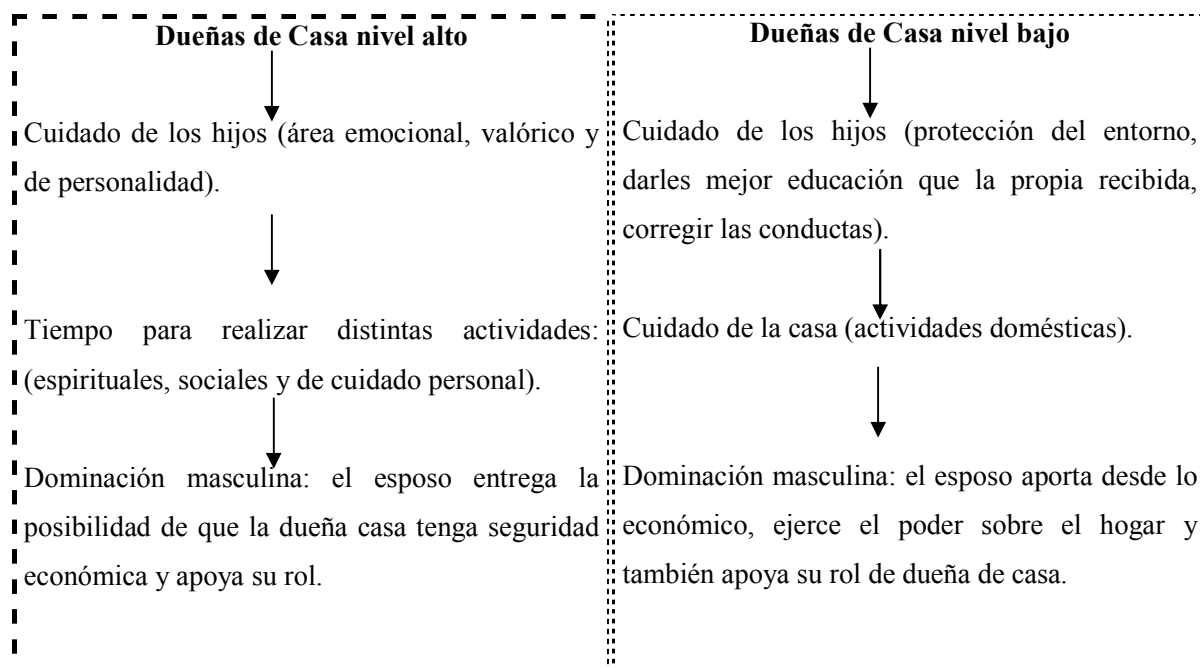 Dueñas de Casa nivel alto
Cuidado de los hijos (área emocional, valórico y
de personalidad).
Tiempo para realizar distintas actividades:
(espirituales, sociales y de cuidado personal).
Dominación masculina: el esposo entrega la
posibilidad de que la dueña casa tenga seguridad
económica y apoya su rol.
Dueñas de Casa nivel bajo
Cuidado de los hijos (protección del entorno,
darles mejor educación que la propia recibida,
corregir las conductas).
Cuidado de la casa (actividades domésticas).
Dominación masculina: el esposo aporta desde lo
económico, ejerce el poder sobre el hogar y
también apoya su rol de dueña de casa.